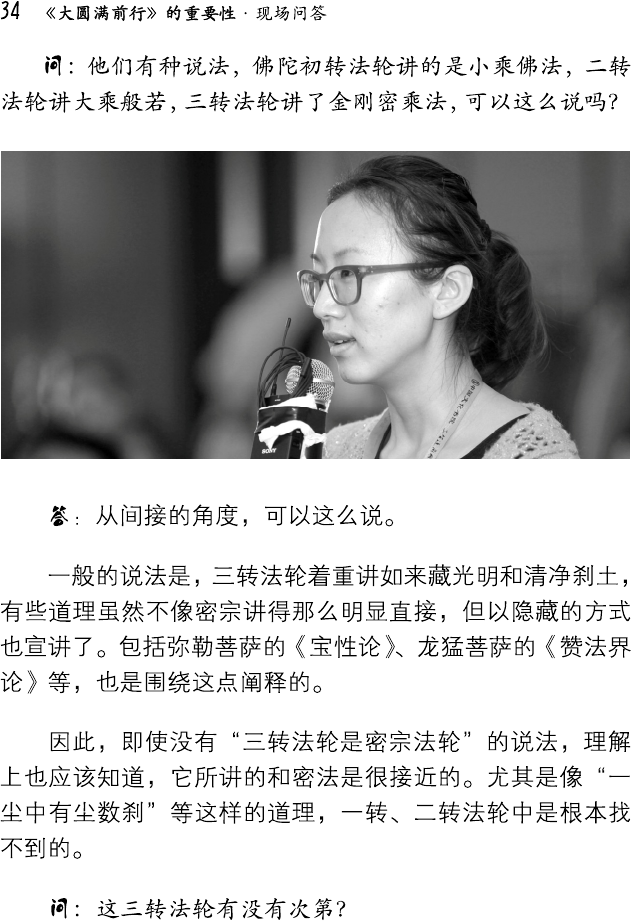 34 《大圆满前行》的重要性·现场问答
问：他们有种说法，佛陀初转法轮讲的是小乘佛法，二转
法轮讲大乘般若，三转法轮讲了金刚密乘法，可以这么说吗？
SONY
答：从间接的角度，可以这么说。
一般的说法是，三转法轮着重讲如来藏光明和清净刹土，
有些道理虽然不像密宗讲得那么明显直接，但以隐藏的方式
也宣讲了。包括弥勒菩萨的《宝性论》、龙猛菩萨的《赞法界
论》等，也是围绕这点阐释的。
因此，即使没有“三转法轮是密宗法轮”的说法，理解
上也应该知道，它所讲的和密法是很接近的。尤其是像“一
尘中有尘数刹”等这样的道理，一转、二转法轮中是根本找
不到的。
问：这三转法轮有没有次第？